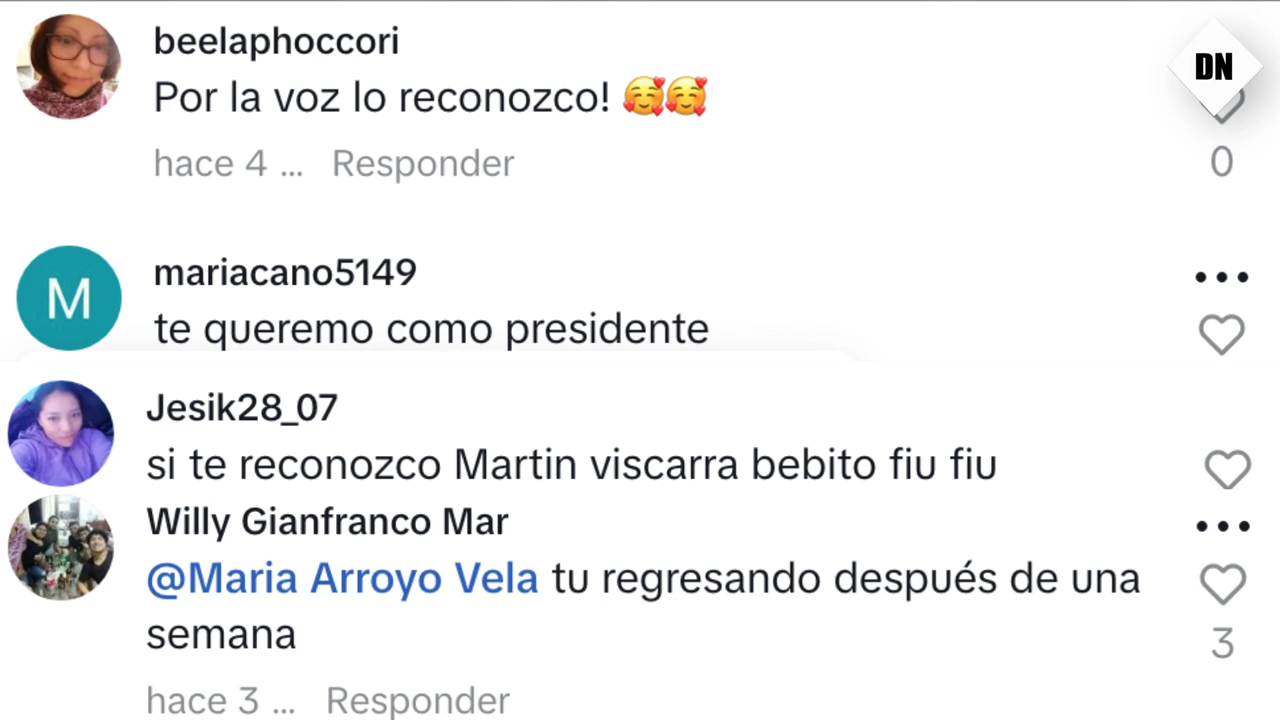 beelaphoccori
DN
Por la voz lo reconozco! 🥰🥰
hace 4 ... Responder
0
mariacano5149
M
te queremo como presidente
Jesik28_07
si te reconozco Martin viscarra bebito fiu fiu
Willy Gianfranco Mar
@Maria Arroyo Vela tu regresando después de una
semana
3
hace 3 ... Responder